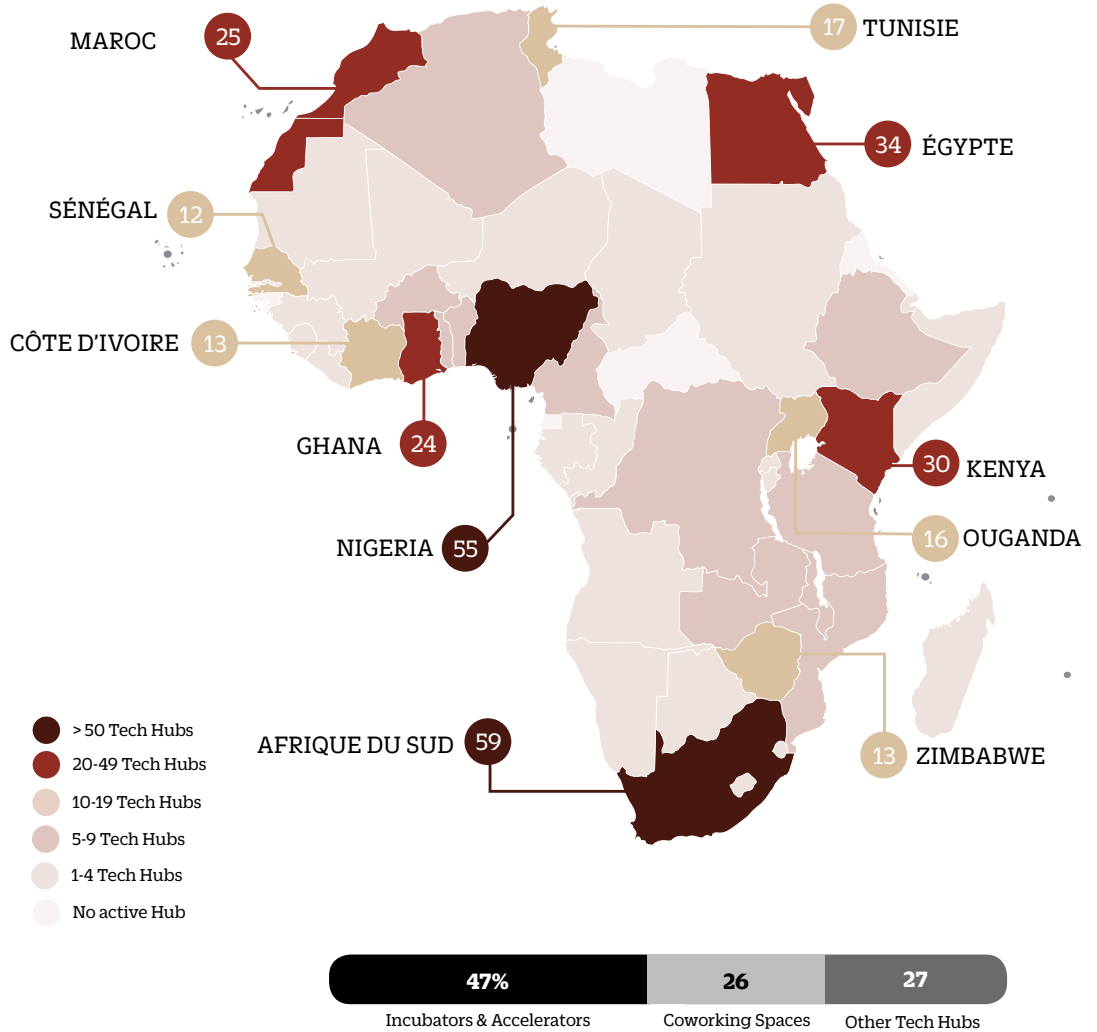 MAROC
25
17
TUNISIE
34
ÉGYPTE
SÉNÉGAL
12
CÔTE D'IVOIRE
13
GHANA
24
30
KENYA
NIGERIA
55
16
OUGANDA
AFRIQUE DU SUD
59
13
ZIMBABWE
> 50 Tech Hubs
20-49 Tech Hubs
10-19 Tech Hubs
5-9 Tech Hubs
1-4 Tech Hubs
No active Hub
47%
26
27
Incubators & Accelerators
Coworking Spaces
Other Tech Hubs